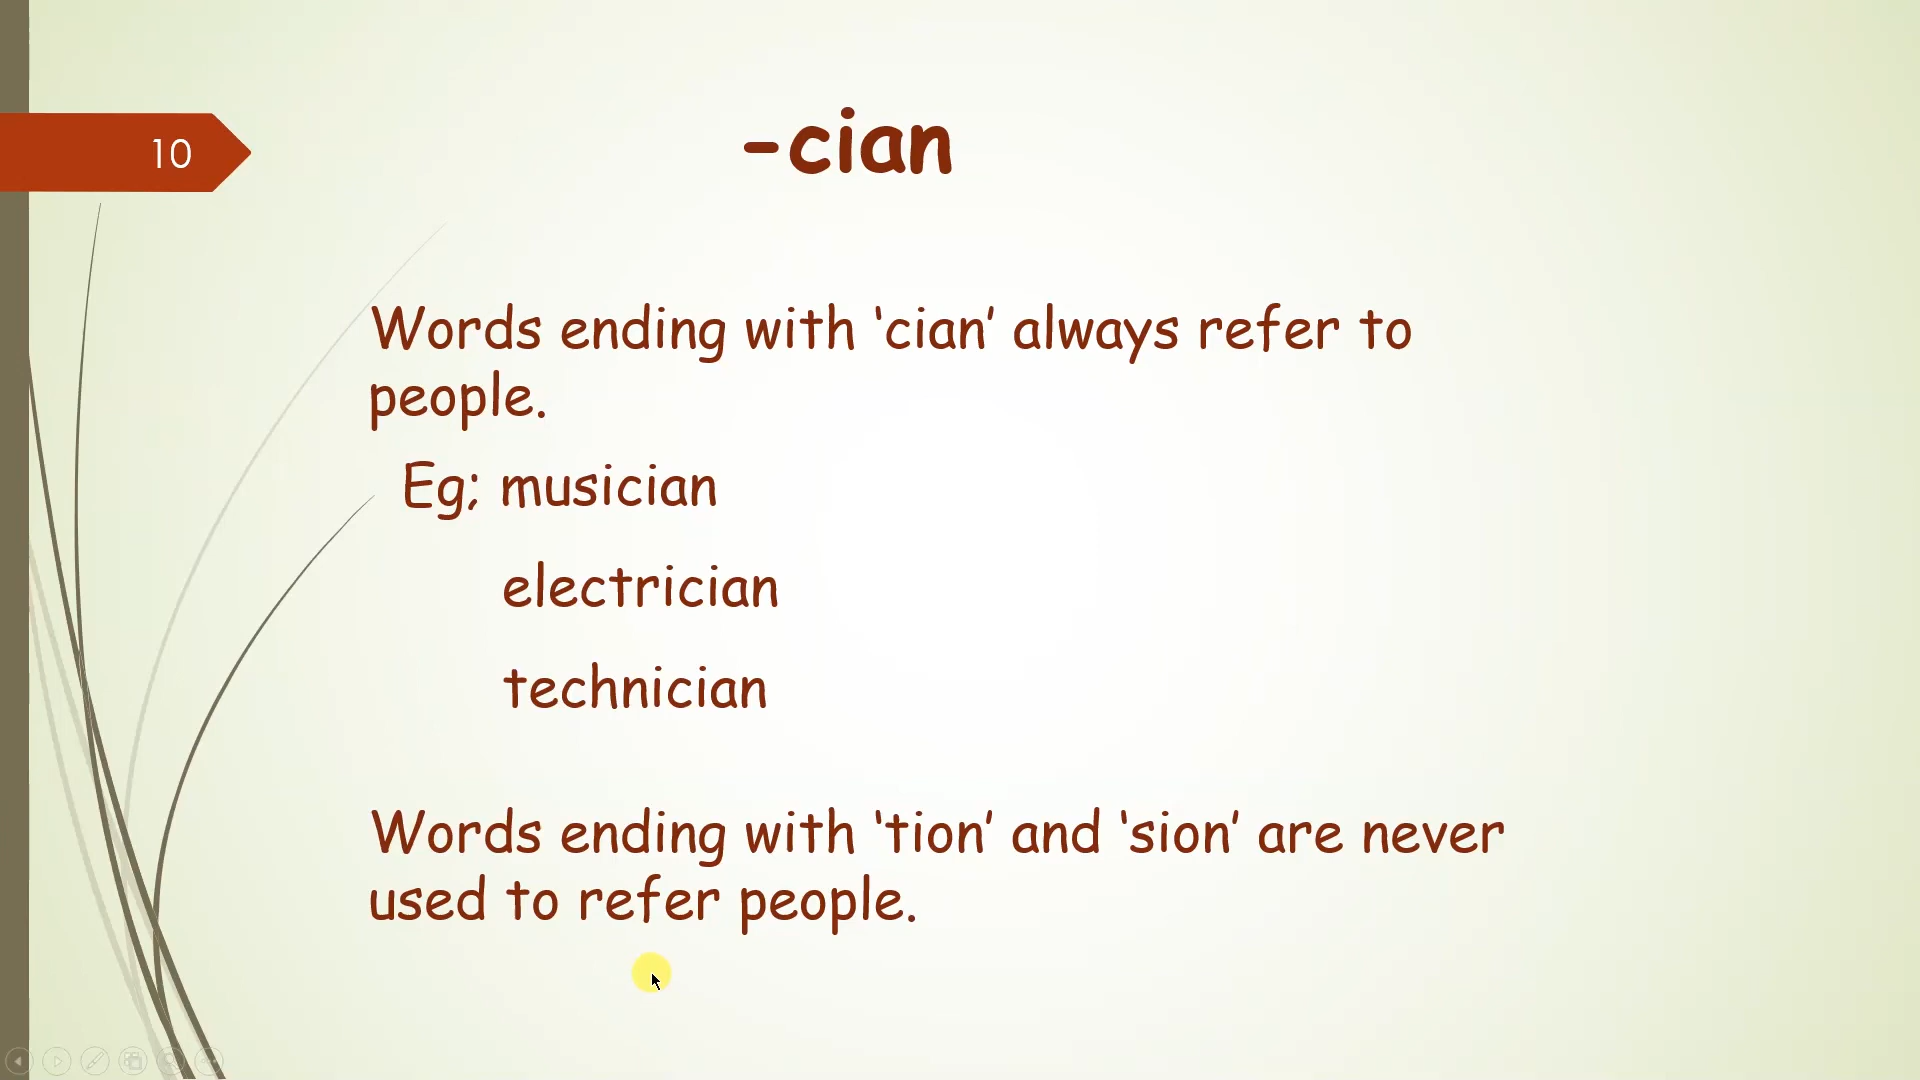 10
-cian
Words ending with ‘cian’ always refer to
people.
Eg; musician
electrician
technician
Words ending with ‘tion’ and ‘sion’ are never
used to refer people.